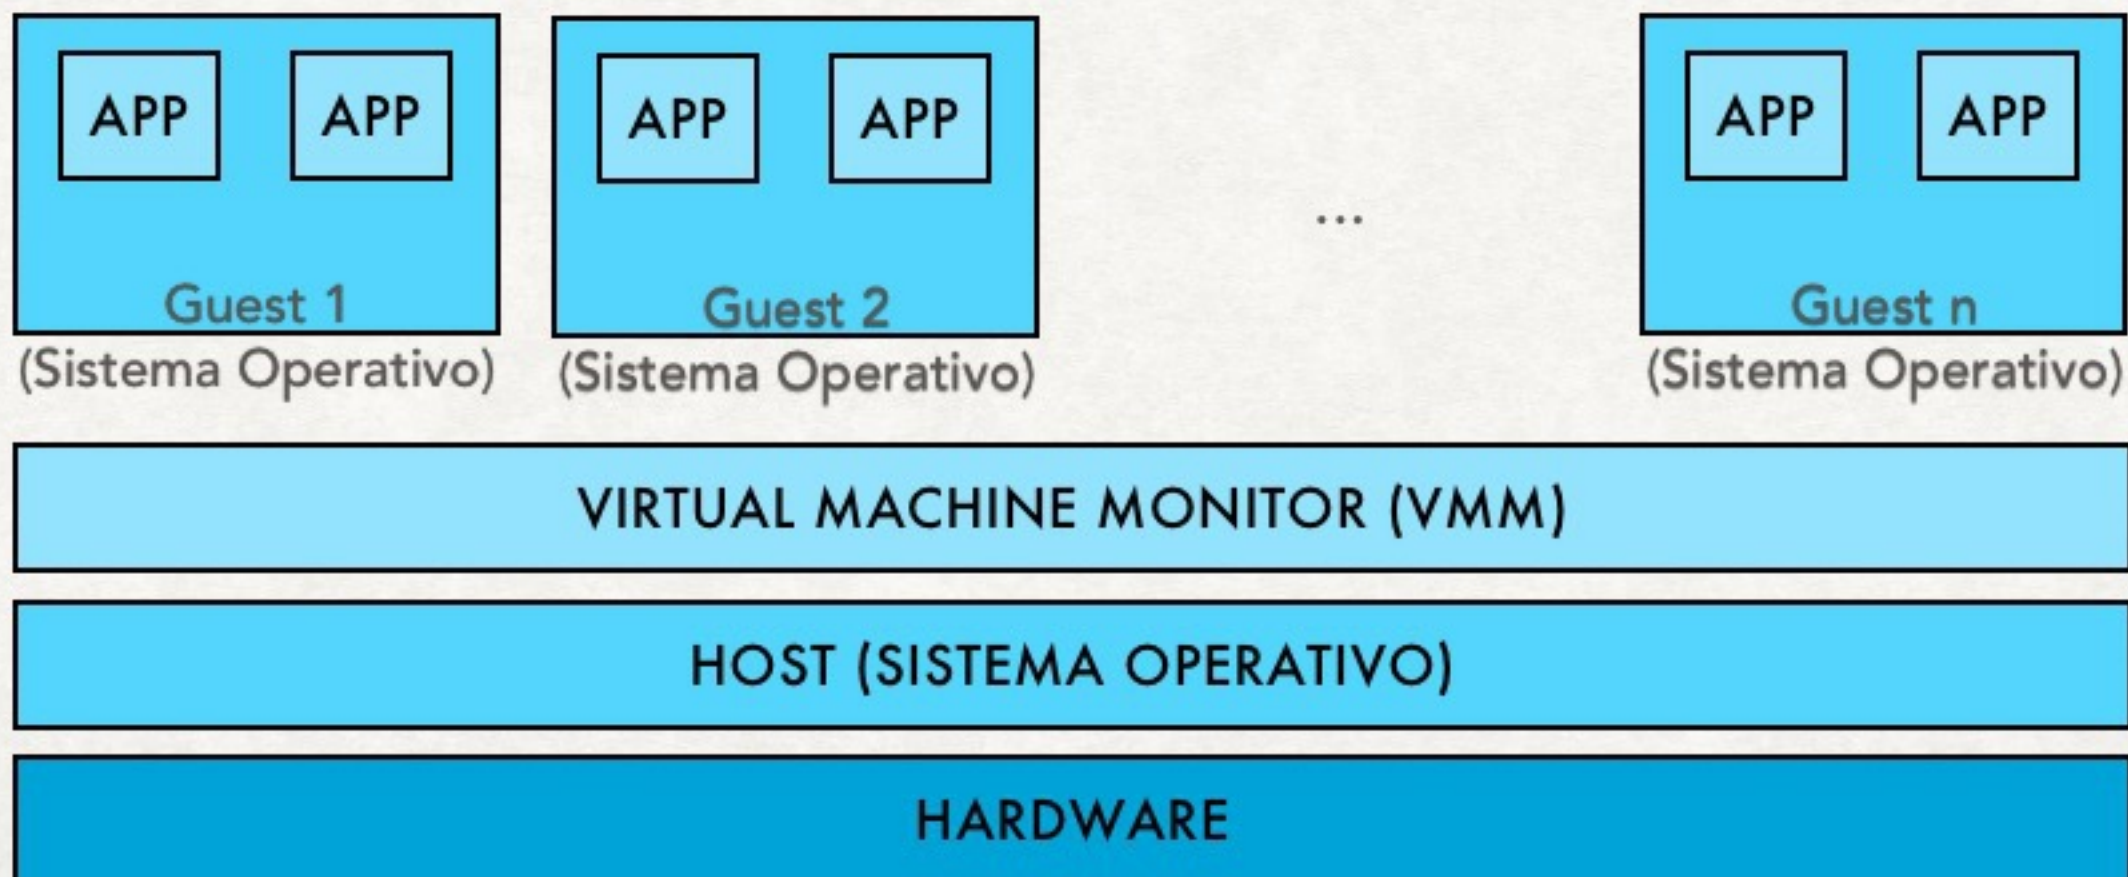 APP APP APP APP APP APP
...
Guest 1 Guest 2 Guest n
(Sistema Operativo) (Sistema Operativo) (Sistema Operativo)
VIRTUAL MACHINE MONITOR (VMM)
HOST (SISTEMA OPERATIVO)
HARDWARE